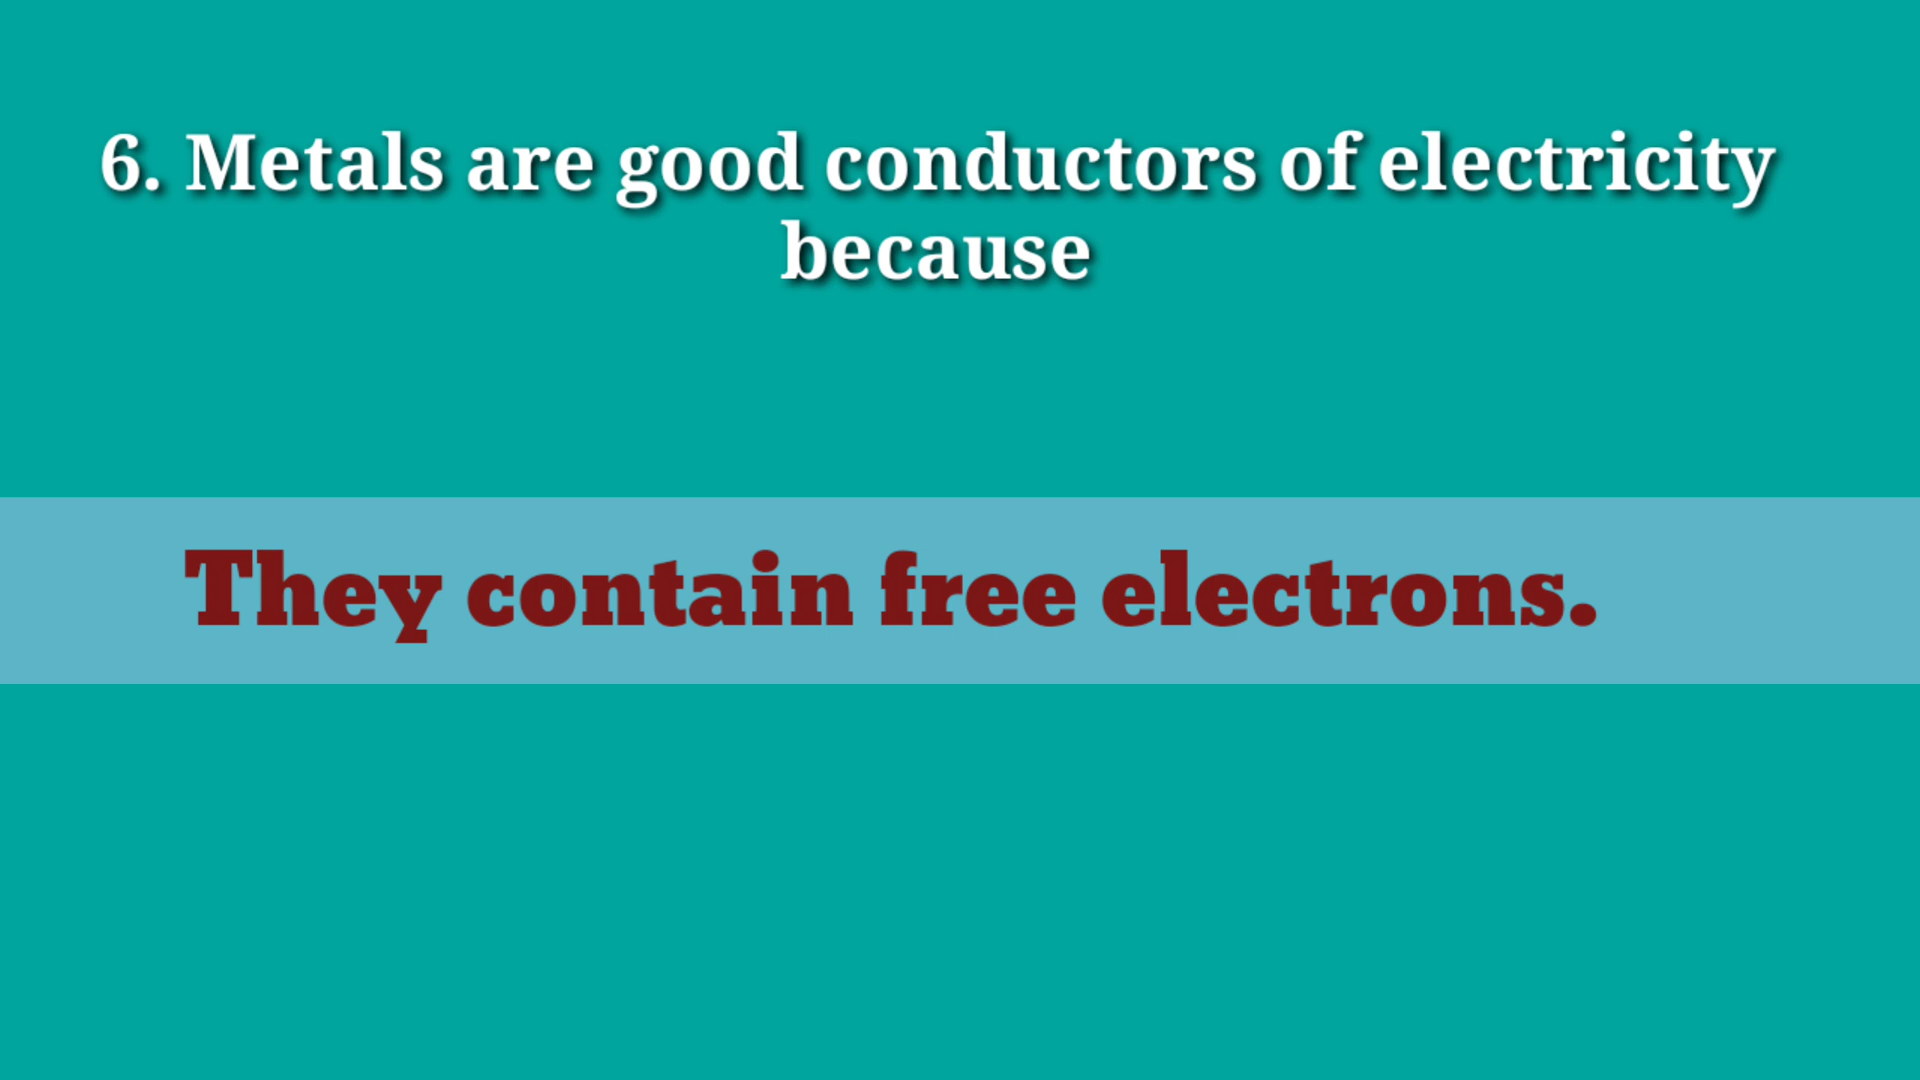 6. Metals are good conductors of electricity
because
They contain free electrons.